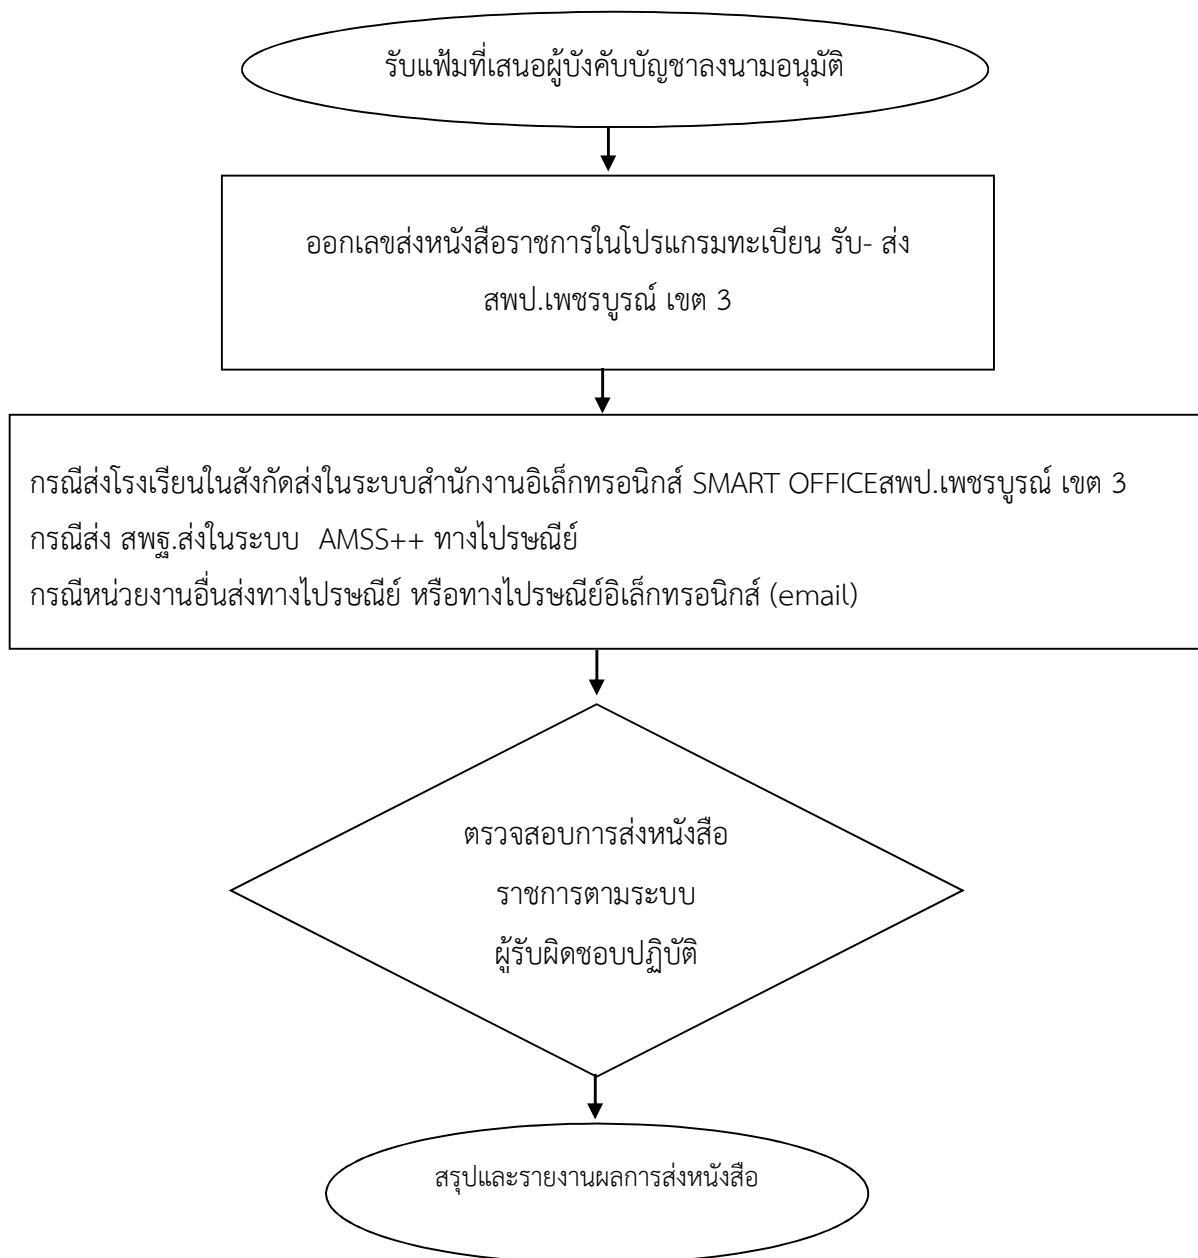 รับแฟ้มที่เสนอผู้บังคับบัญชาลงนามอนุมัติ
ออกเลขส่งหนังสือราชการในโปรแกรมทะเบียน รับ- ส่ง
สพป.เพชรบูรณ์ เขต 3
กรณีส่งโรงเรียนในสังกัดส่งในระบบสำนักงานอิเล็กทรอนิกส์ SMART OFFICEสพป.เพชรบูรณ์ เขต 3
กรณีส่ง สพฐ.ส่งในระบบ AMSS++ ทางไปรษณีย์
กรณีหน่วยงานอื่นส่งทางไปรษณีย์ หรือทางไปรษณีย์อิเล็กทรอนิกส์ (email)
ตรวจสอบการส่งหนังสือ
ราชการตามระบบ
ผู้รับผิดชอบปฏิบัติ
สรุปและรายงานผลการส่งหนังสือ